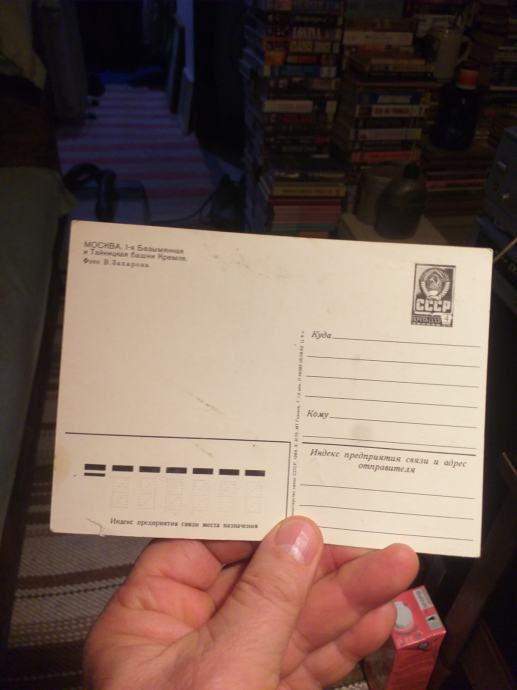 МОСКВА. 1-я Безымянная
и Тайницкая башни Кремля.
Фото В. Захарова
СССР
Куда
Кому
Индекс предприятия связи и адрес
отправителя
Индекс предприятия связи места назначения